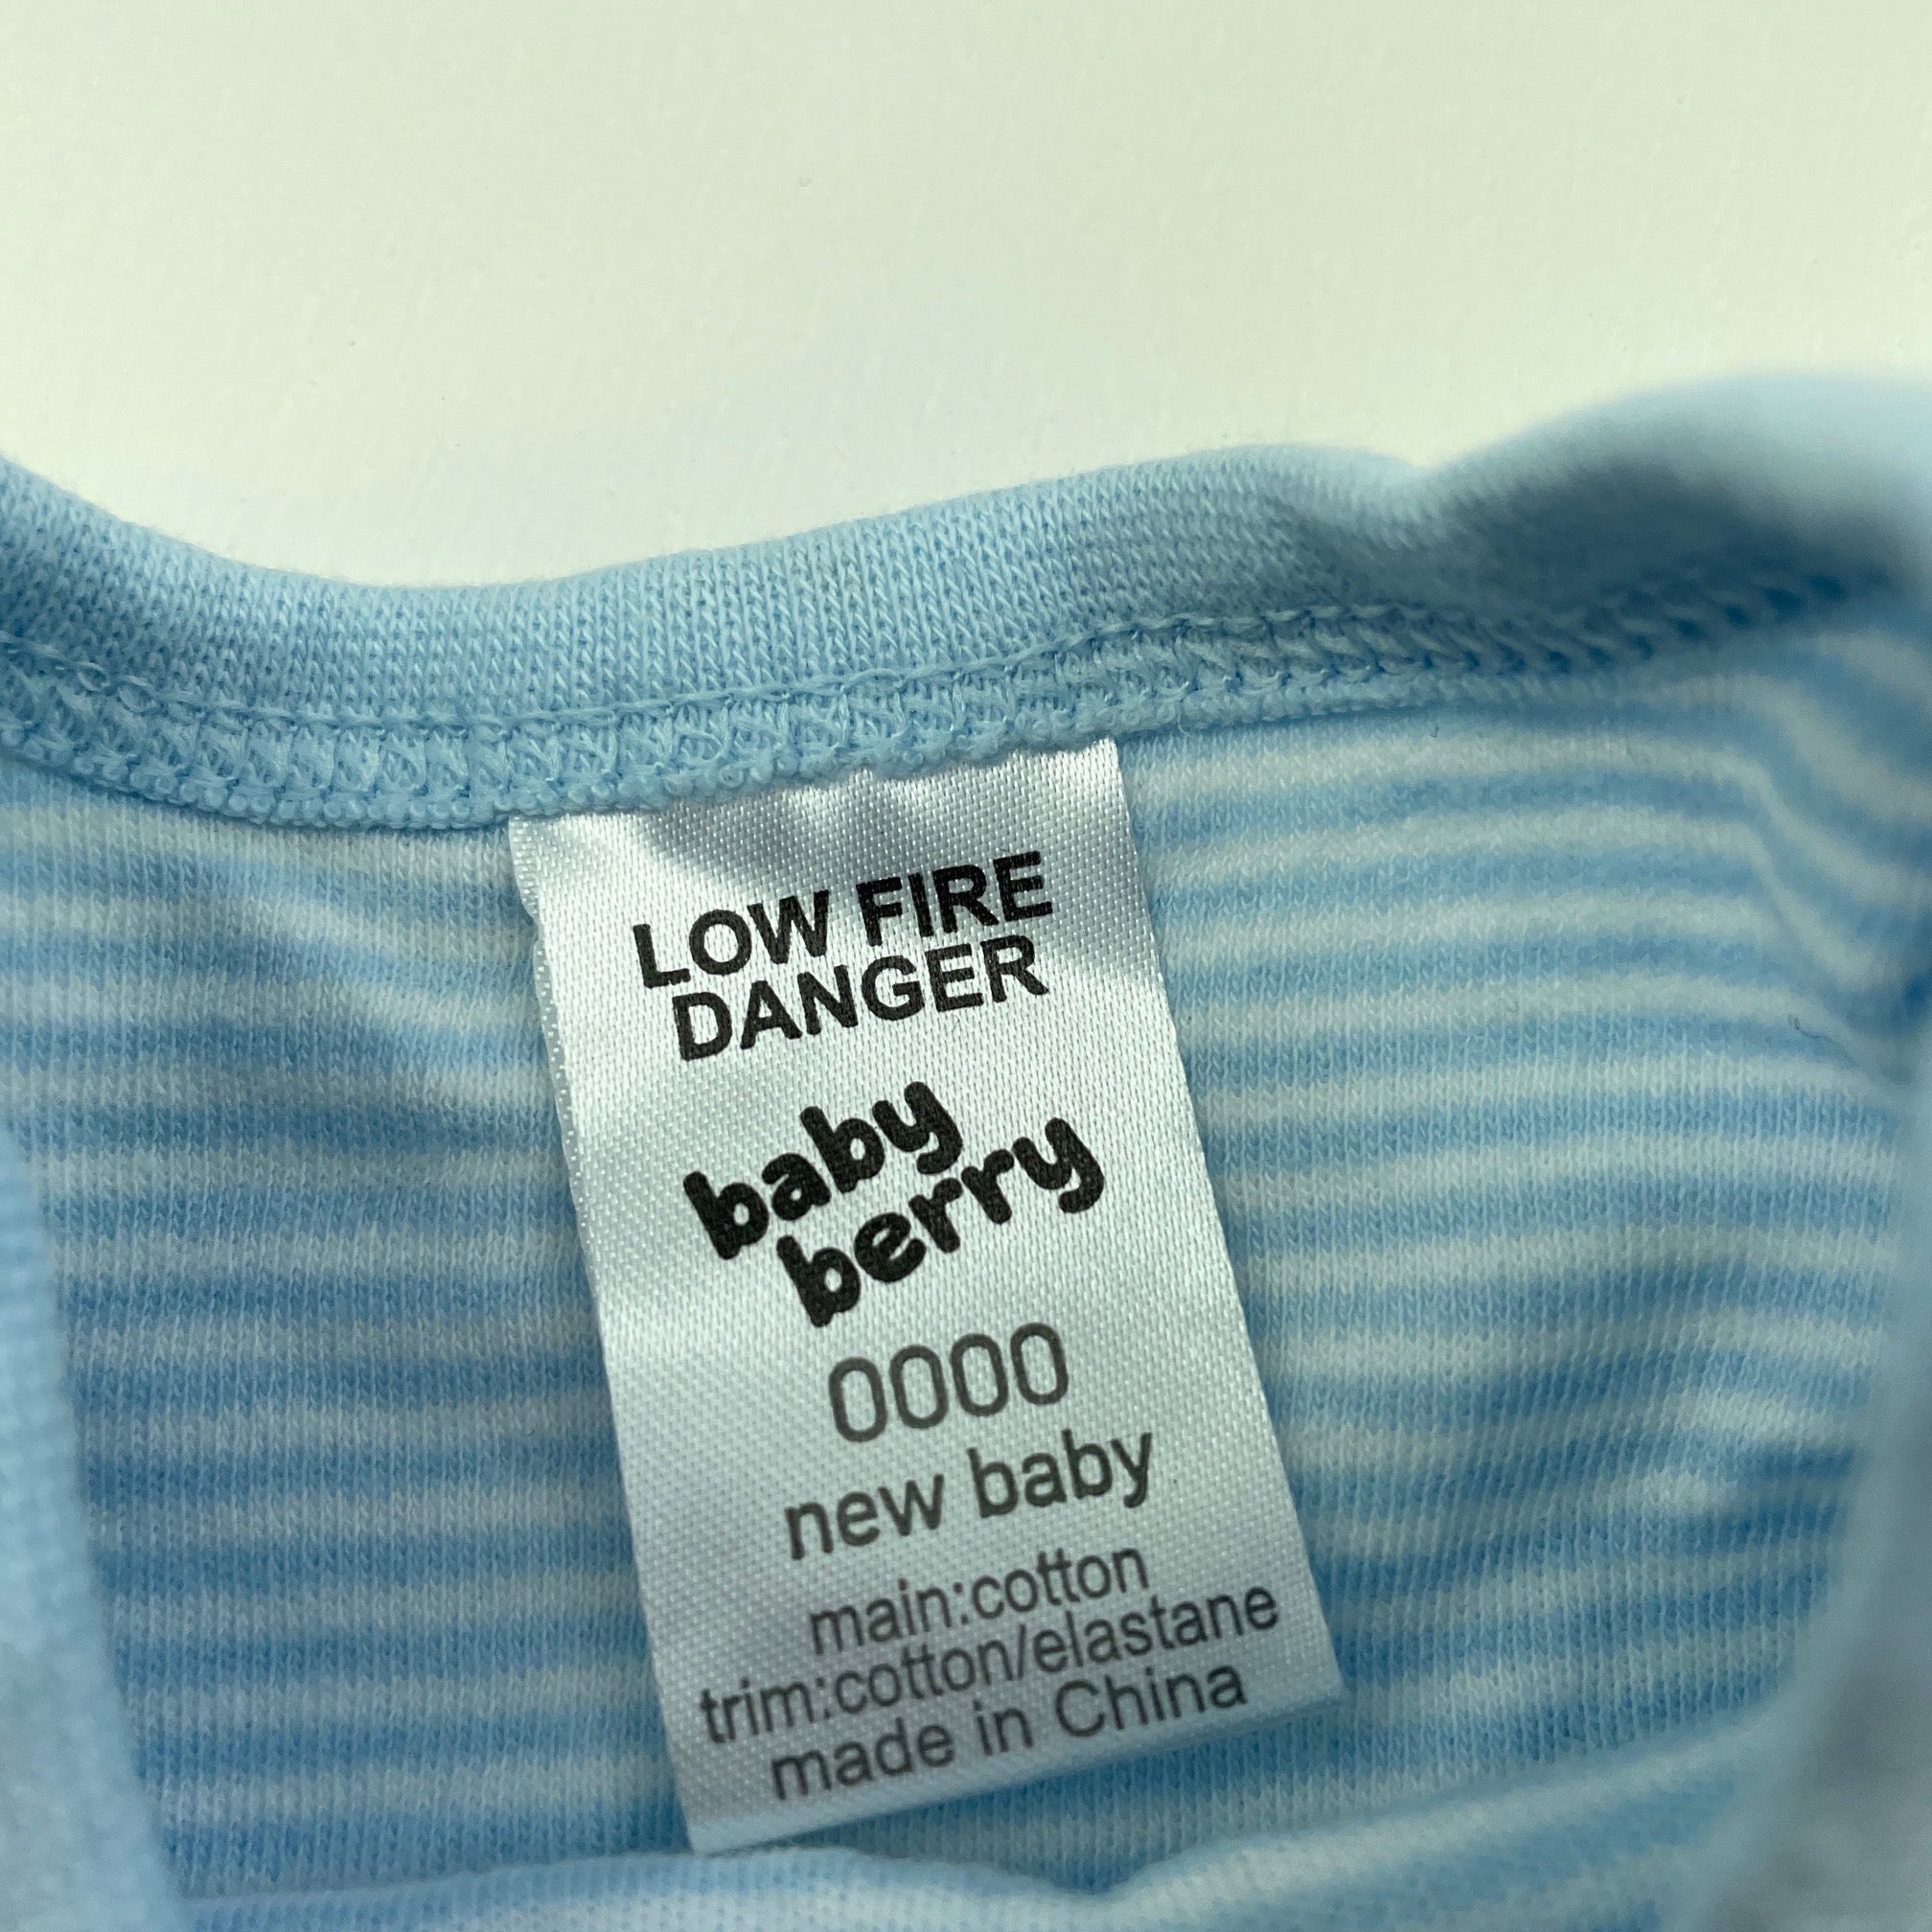 LOW FIRE
DANGER
baby
berry
0000
new baby
main:cotton
trim:cotton/elastane
made in China